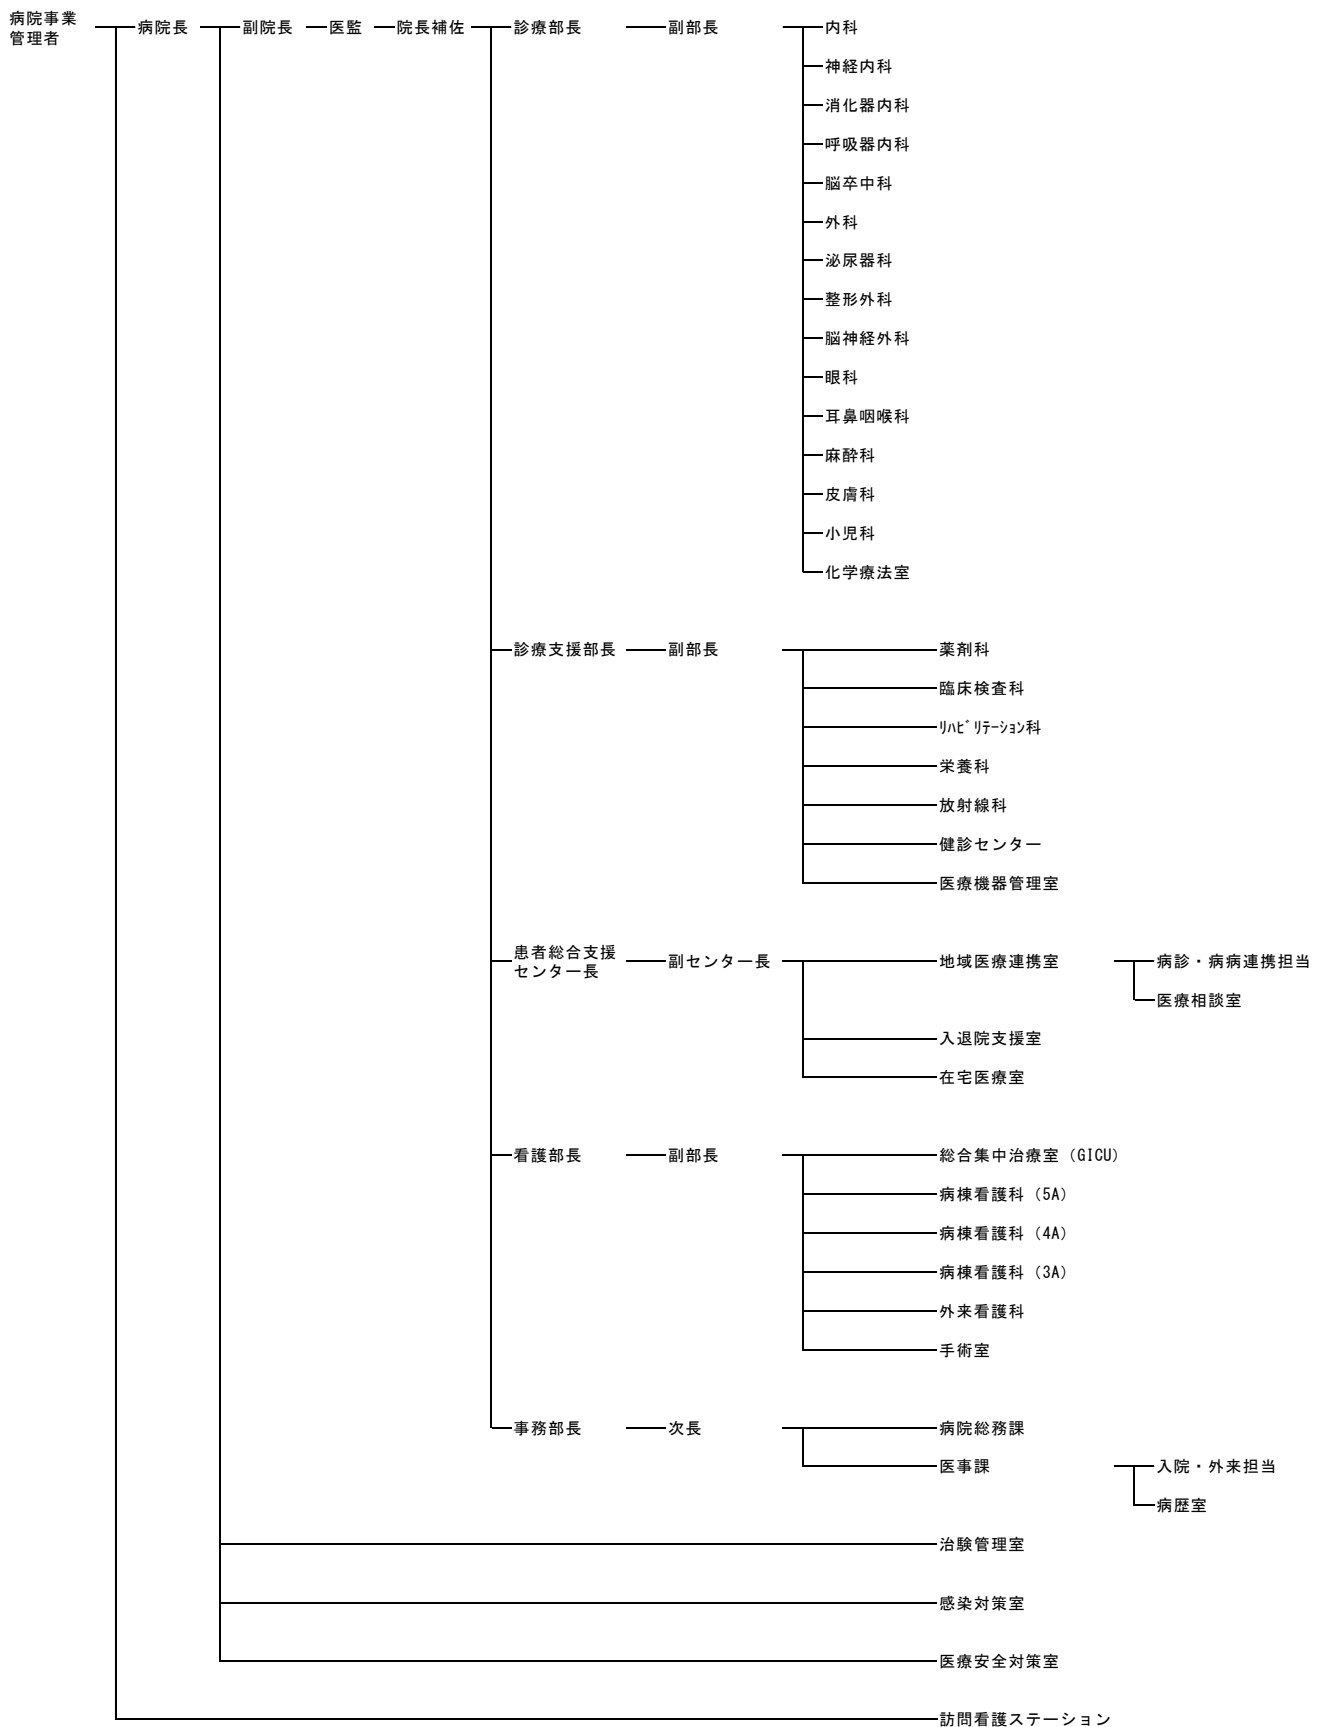 病院事業
管理者
病院長
副院長
医監
院長補佐
診療部長
副部長
内科
神経内科
消化器内科
呼吸器内科
脳卒中科
外科
泌尿器科
整形外科
脳神経外科
眼科
耳鼻咽喉科
麻酔科
皮膚科
小児科
化学療法室
診療支援部長
副部長
薬剤科
臨床検査科
ﾘﾊﾋﾞﾘﾃｰｼｮﾝ科
栄養科
放射線科
健診センター
医療機器管理室
患者総合支援
センター長
副センター長
地域医療連携室
病診・病病連携担当
医療相談室
入退院支援室
在宅医療室
看護部長
副部長
総合集中治療室（GICU）
病棟看護科（5A）
病棟看護科（4A）
病棟看護科（3A）
外来看護科
手術室
事務部長
次長
病院総務課
医事課
入院・外来担当
病歴室
治験管理室
感染対策室
医療安全対策室
訪問看護ステーション